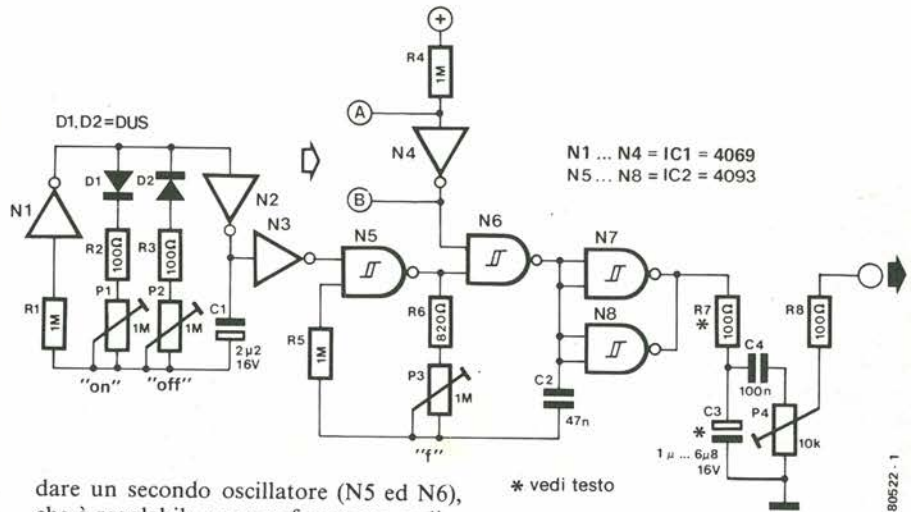 +
R4
1M
A
D1,D2=DUS
N4
N1 ... N4 = IC1 = 4069
N5 ... N8 = IC2 = 4093
B
D1
D2
N1
N2
N3
N5
N6
N7
N8
R2
100Ω
R3
100Ω
R1
1M
P1
1M
P2
1M
C1
2µ2
16V
"on"
"off"
R5
1M
R6
820Ω
P3
1M
"f"
C2
47n
R7
*
100Ω
R8
100Ω
C4
100n
C3
*
1 µ ... 6µ8
16V
P4
10k
* vedi testo
80522 - 1
dare un secondo oscillatore (N5 ed N6),